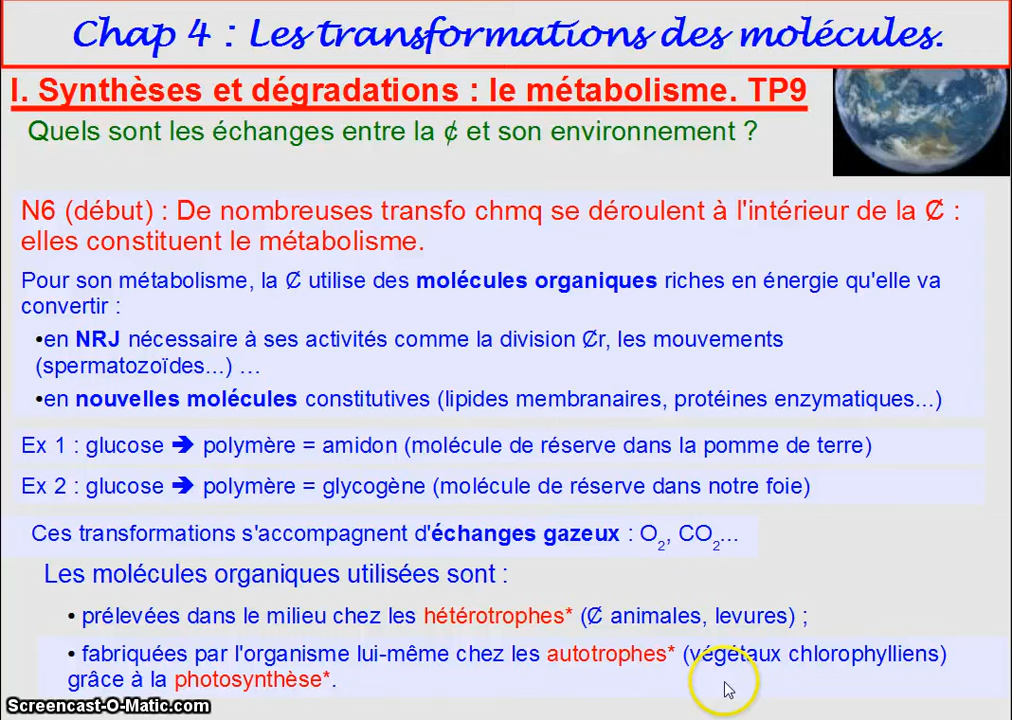 Chap 4 : Les transformations des molécules.
I. Synthèses et dégradations : le métabolisme. TP9
Quels sont les échanges entre la ¢ et son environnement ?
N6 (début) : De nombreuses transfo chmq se déroulent à l'intérieur de la Ȼ :
elles constituent le métabolisme.
Pour son métabolisme, la Ȼ utilise des molécules organiques riches en énergie qu'elle va
convertir :
•en NRJ nécessaire à ses activités comme la division Ȼr, les mouvements
(spermatozoïdes...) …
•en nouvelles molécules constitutives (lipides membranaires, protéines enzymatiques...)
Ex 1 : glucose ➔ polymère = amidon (molécule de réserve dans la pomme de terre)
Ex 2 : glucose ➔ polymère = glycogène (molécule de réserve dans notre foie)
Ces transformations s'accompagnent d'échanges gazeux : O₂, CO₂...
Les molécules organiques utilisées sont :
• prélevées dans le milieu chez les hétérotrophes* (Ȼ animales, levures) ;
• fabriquées par l'organisme lui-même chez les autotrophes* (végétaux chlorophylliens)
grâce à la photosynthèse*.
Screencast-O-Matic.com